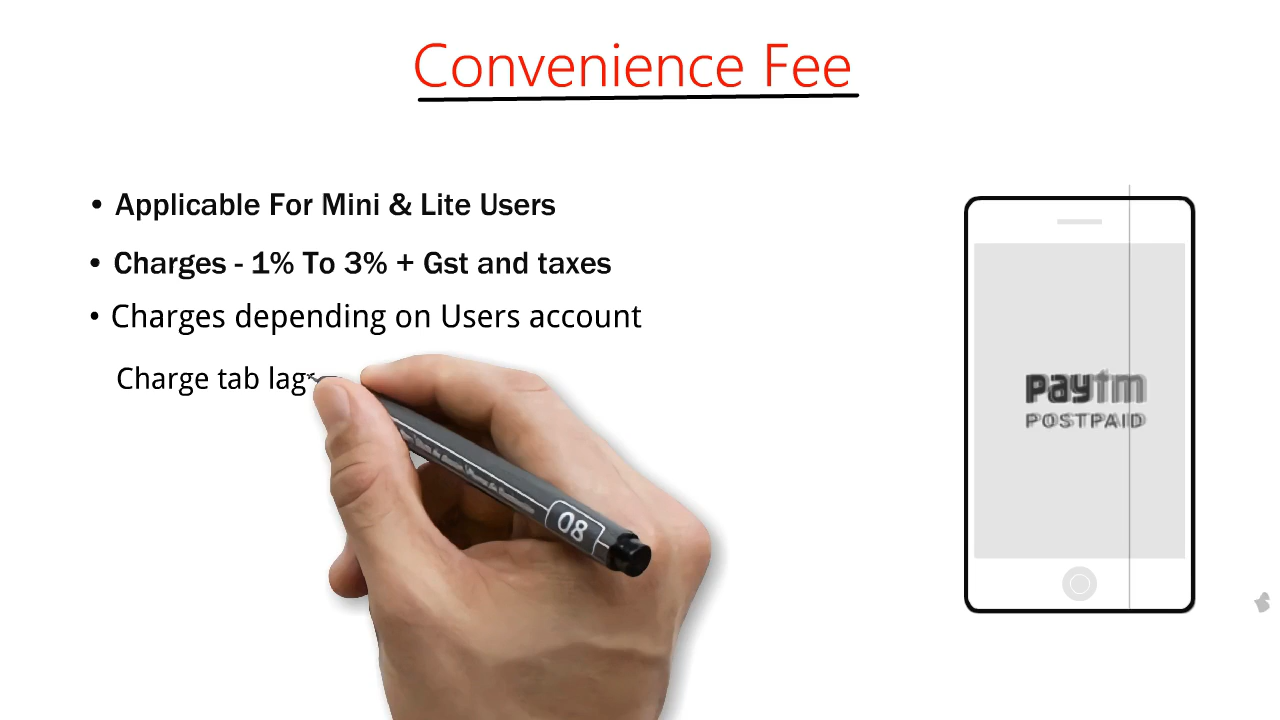 Convenience Fee
• Applicable For Mini & Lite Users
• Charges - 1% To 3% + Gst and taxes
• Charges depending on Users account
Charge tab
paytm
POSTPAID
08